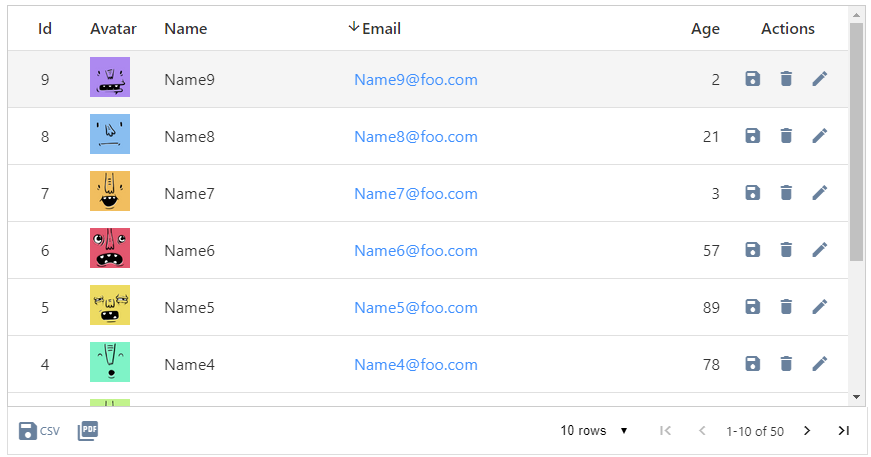 Id Avatar Name Email Age Actions
9 Name9 Name9@foo.com 2
8 Name8 Name8@foo.com 21
7 Name7 Name7@foo.com 3
6 Name6 Name6@foo.com 57
5 Name5 Name5@foo.com 89
4 Name4 Name4@foo.com 78
CSV PDF 10 rows 1-10 of 50